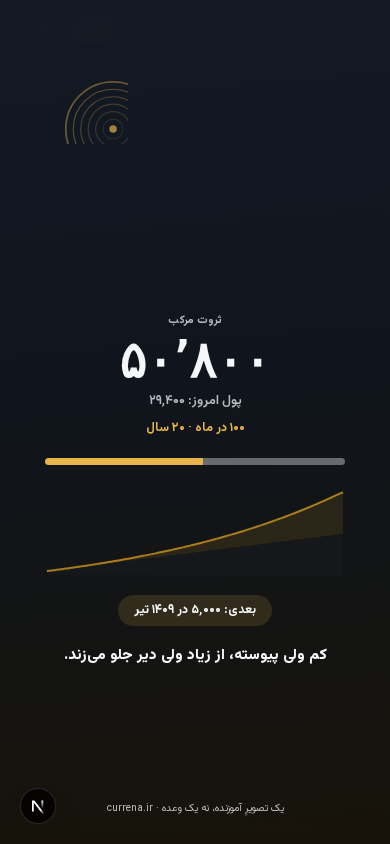 ثروت مرکب
۵۰٬۸۰۰
پول امروز: ۲۹,۴۰۰
۱۰۰ در ماه · ۲۰ سال
بعدی: ۵,۰۰۰ در ۱۴۰۹ تیر
کم ولی پیوسته، از زیاد ولی دیر جلو می‌زند.
یک تصویرِ آموزنده، نه یک وعده · currena.ir
N